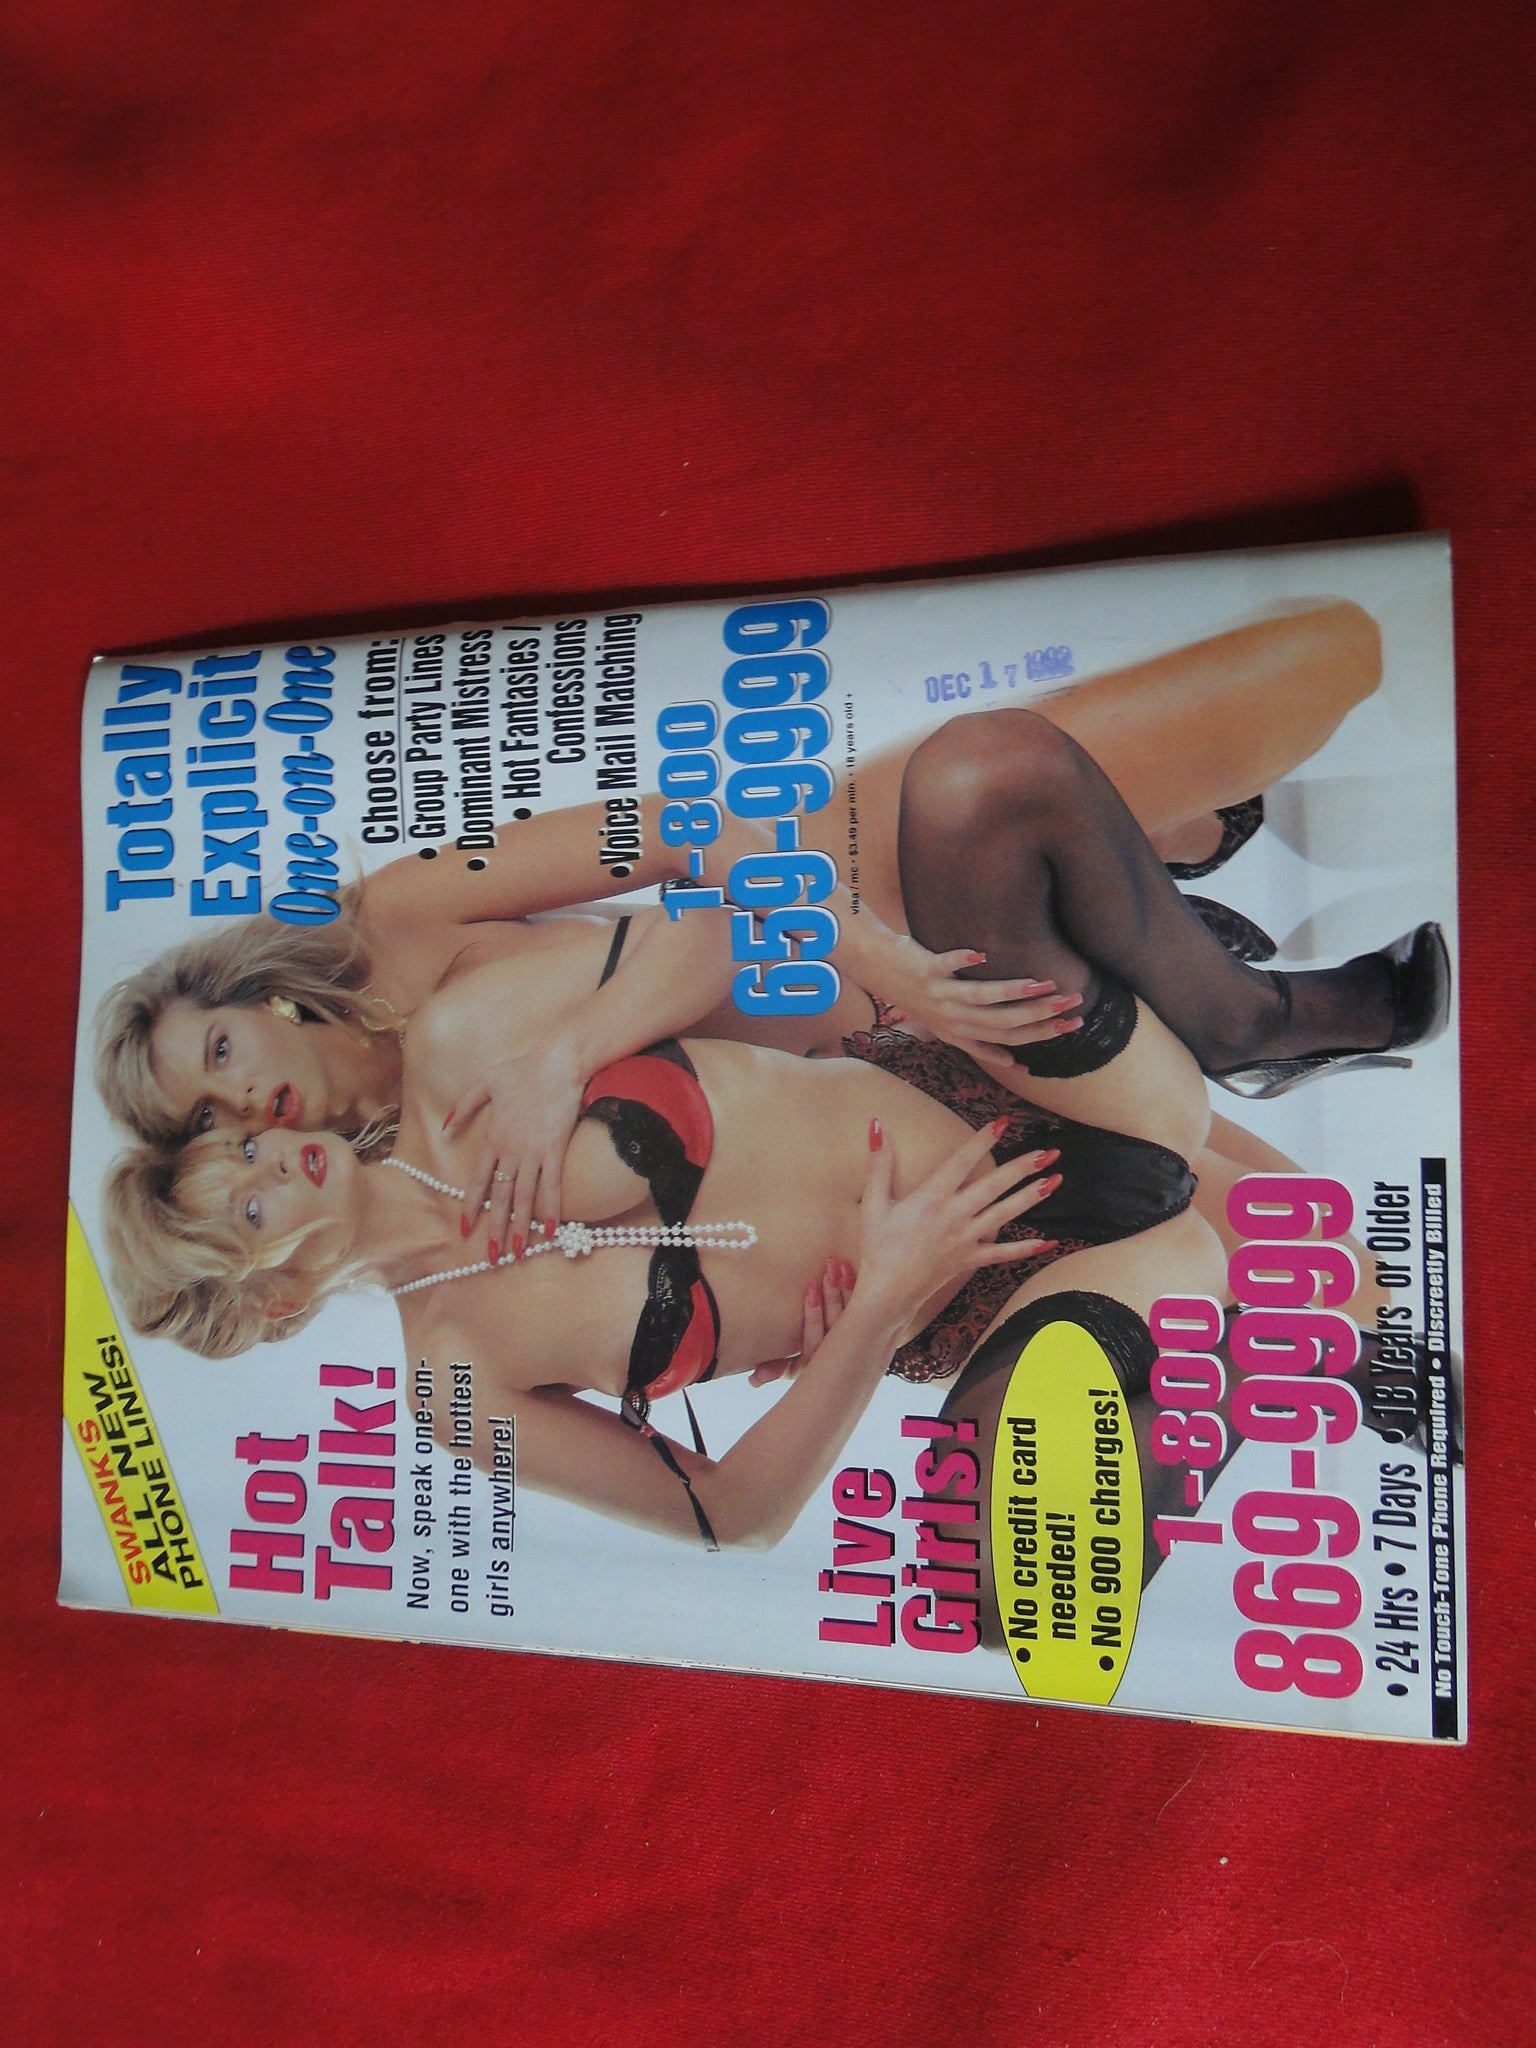 SWANK'S
ALL NEW
PHONE LINES!
Hot
Talk!
Now, speak one-on-
one with the hottest
girls anywhere!
Totally
Explicit
One-on-One
Choose from:
• Group Party Lines
• Dominant Mistress
• Hot Fantasies /
Confessions
• Voice Mail Matching
1-800
659-9999
visa / mc • $3.49 per min. • 18 years old +
DEC 17 1992
Live
Girls!
• No credit card
needed!
• No 900 charges!
1-800
869-9999
• 24 Hrs • 7 Days • 18 Years or Older
No Touch-Tone Phone Required • Discreetly Billed